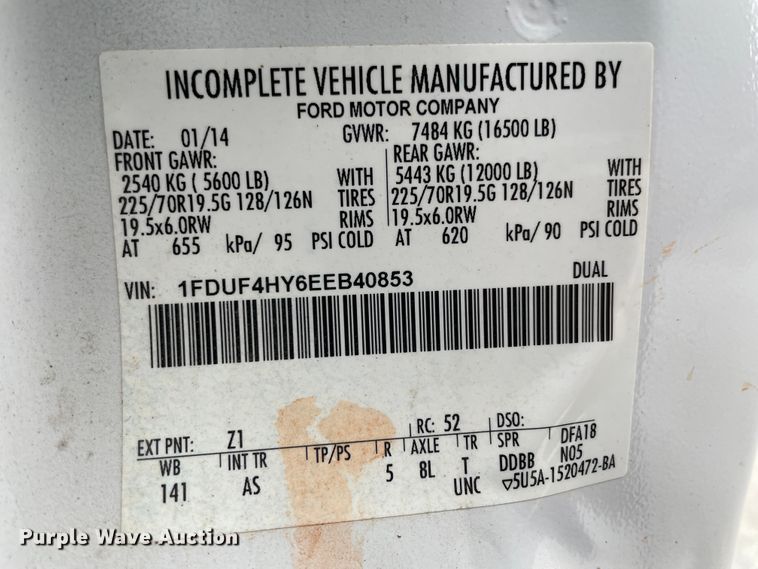 INCOMPLETE VEHICLE MANUFACTURED BY
FORD MOTOR COMPANY
DATE: 01/14 GVWR: 7484 KG (16500 LB)
FRONT GAWR: REAR GAWR:
2540 KG ( 5600 LB) WITH 5443 KG (12000 LB) WITH
225/70R19.5G 128/126N TIRES 225/70R19.5G 128/126N TIRES
19.5x6.0RW RIMS 19.5x6.0RW RIMS
AT 655 kPa/ 95 PSI COLD AT 620 kPa/ 90 PSI COLD
VIN: 1FDUF4HY6EEB40853 DUAL
EXT PNT: Z1 RC: 52 DSO:
WB INT TR TP/PS R AXLE TR SPR DFA18
141 AS 5 8L T DDBB N05
UNC ▽5U5A-1520472-BA
Purple Wave Auction